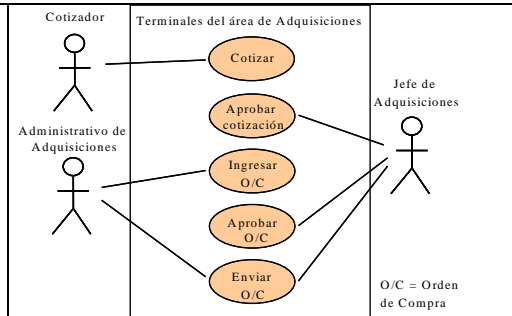 Cotizador
Terminales del área de Adquisiciones
Cotizar
Jefe de
Adquisiciones
Aprobar
cotización
Administrativo de
Adquisiciones
Ingresar
O/C
Aprobar
O/C
Enviar
O/C
O/C = Orden
de Compra